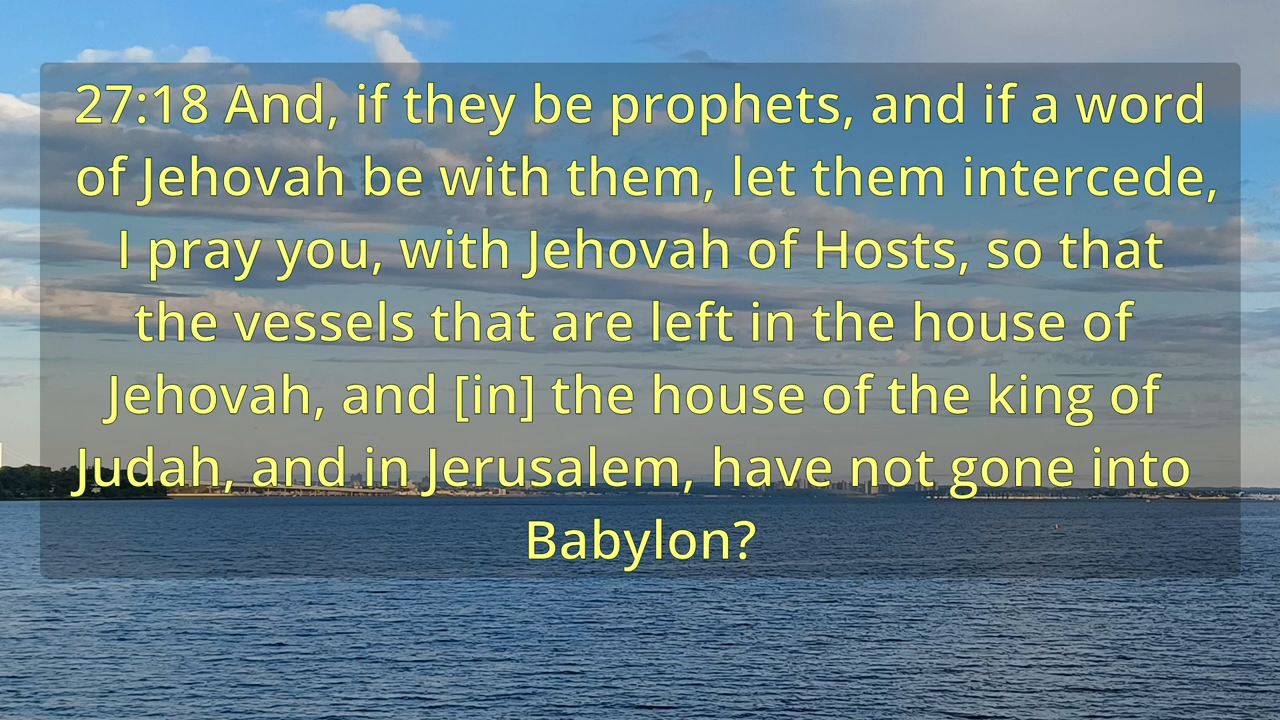 27:18 And, if they be prophets, and if a word
of Jehovah be with them, let them intercede,
I pray you, with Jehovah of Hosts, so that
the vessels that are left in the house of
Jehovah, and [in] the house of the king of
Judah, and in Jerusalem, have not gone into
Babylon?